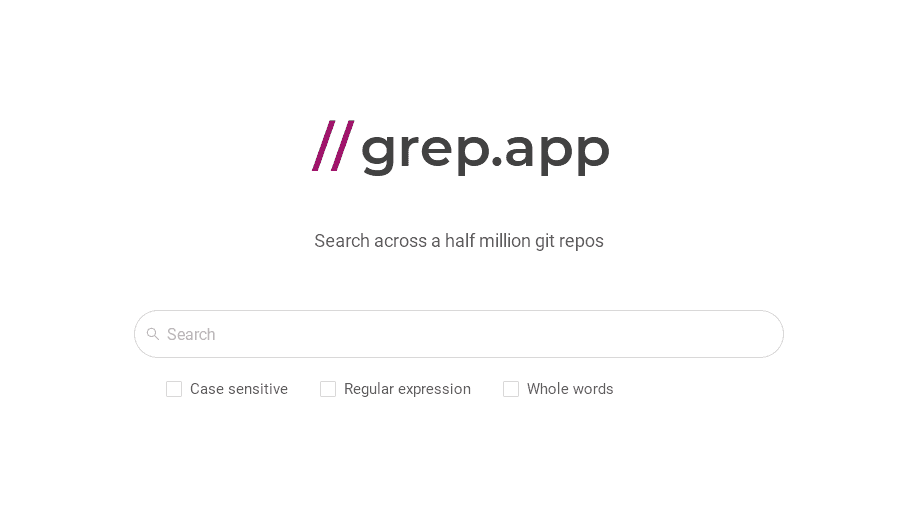 // grep.app
Search across a half million git repos
Search
Case sensitive Regular expression Whole words